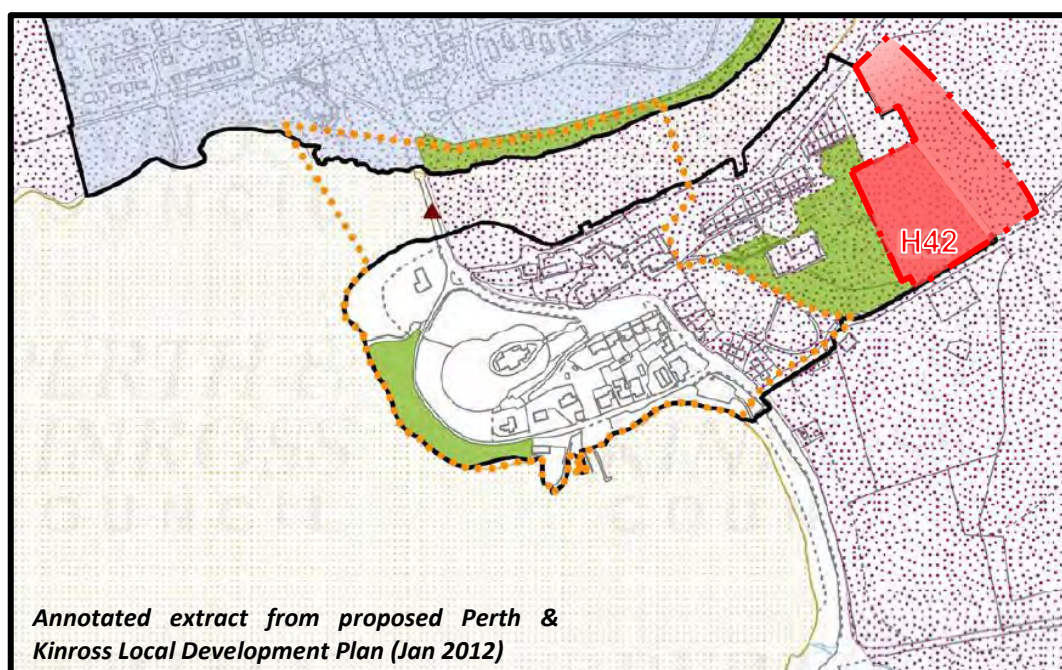 H42
Annotated extract from proposed Perth &
Kinross Local Development Plan (Jan 2012)